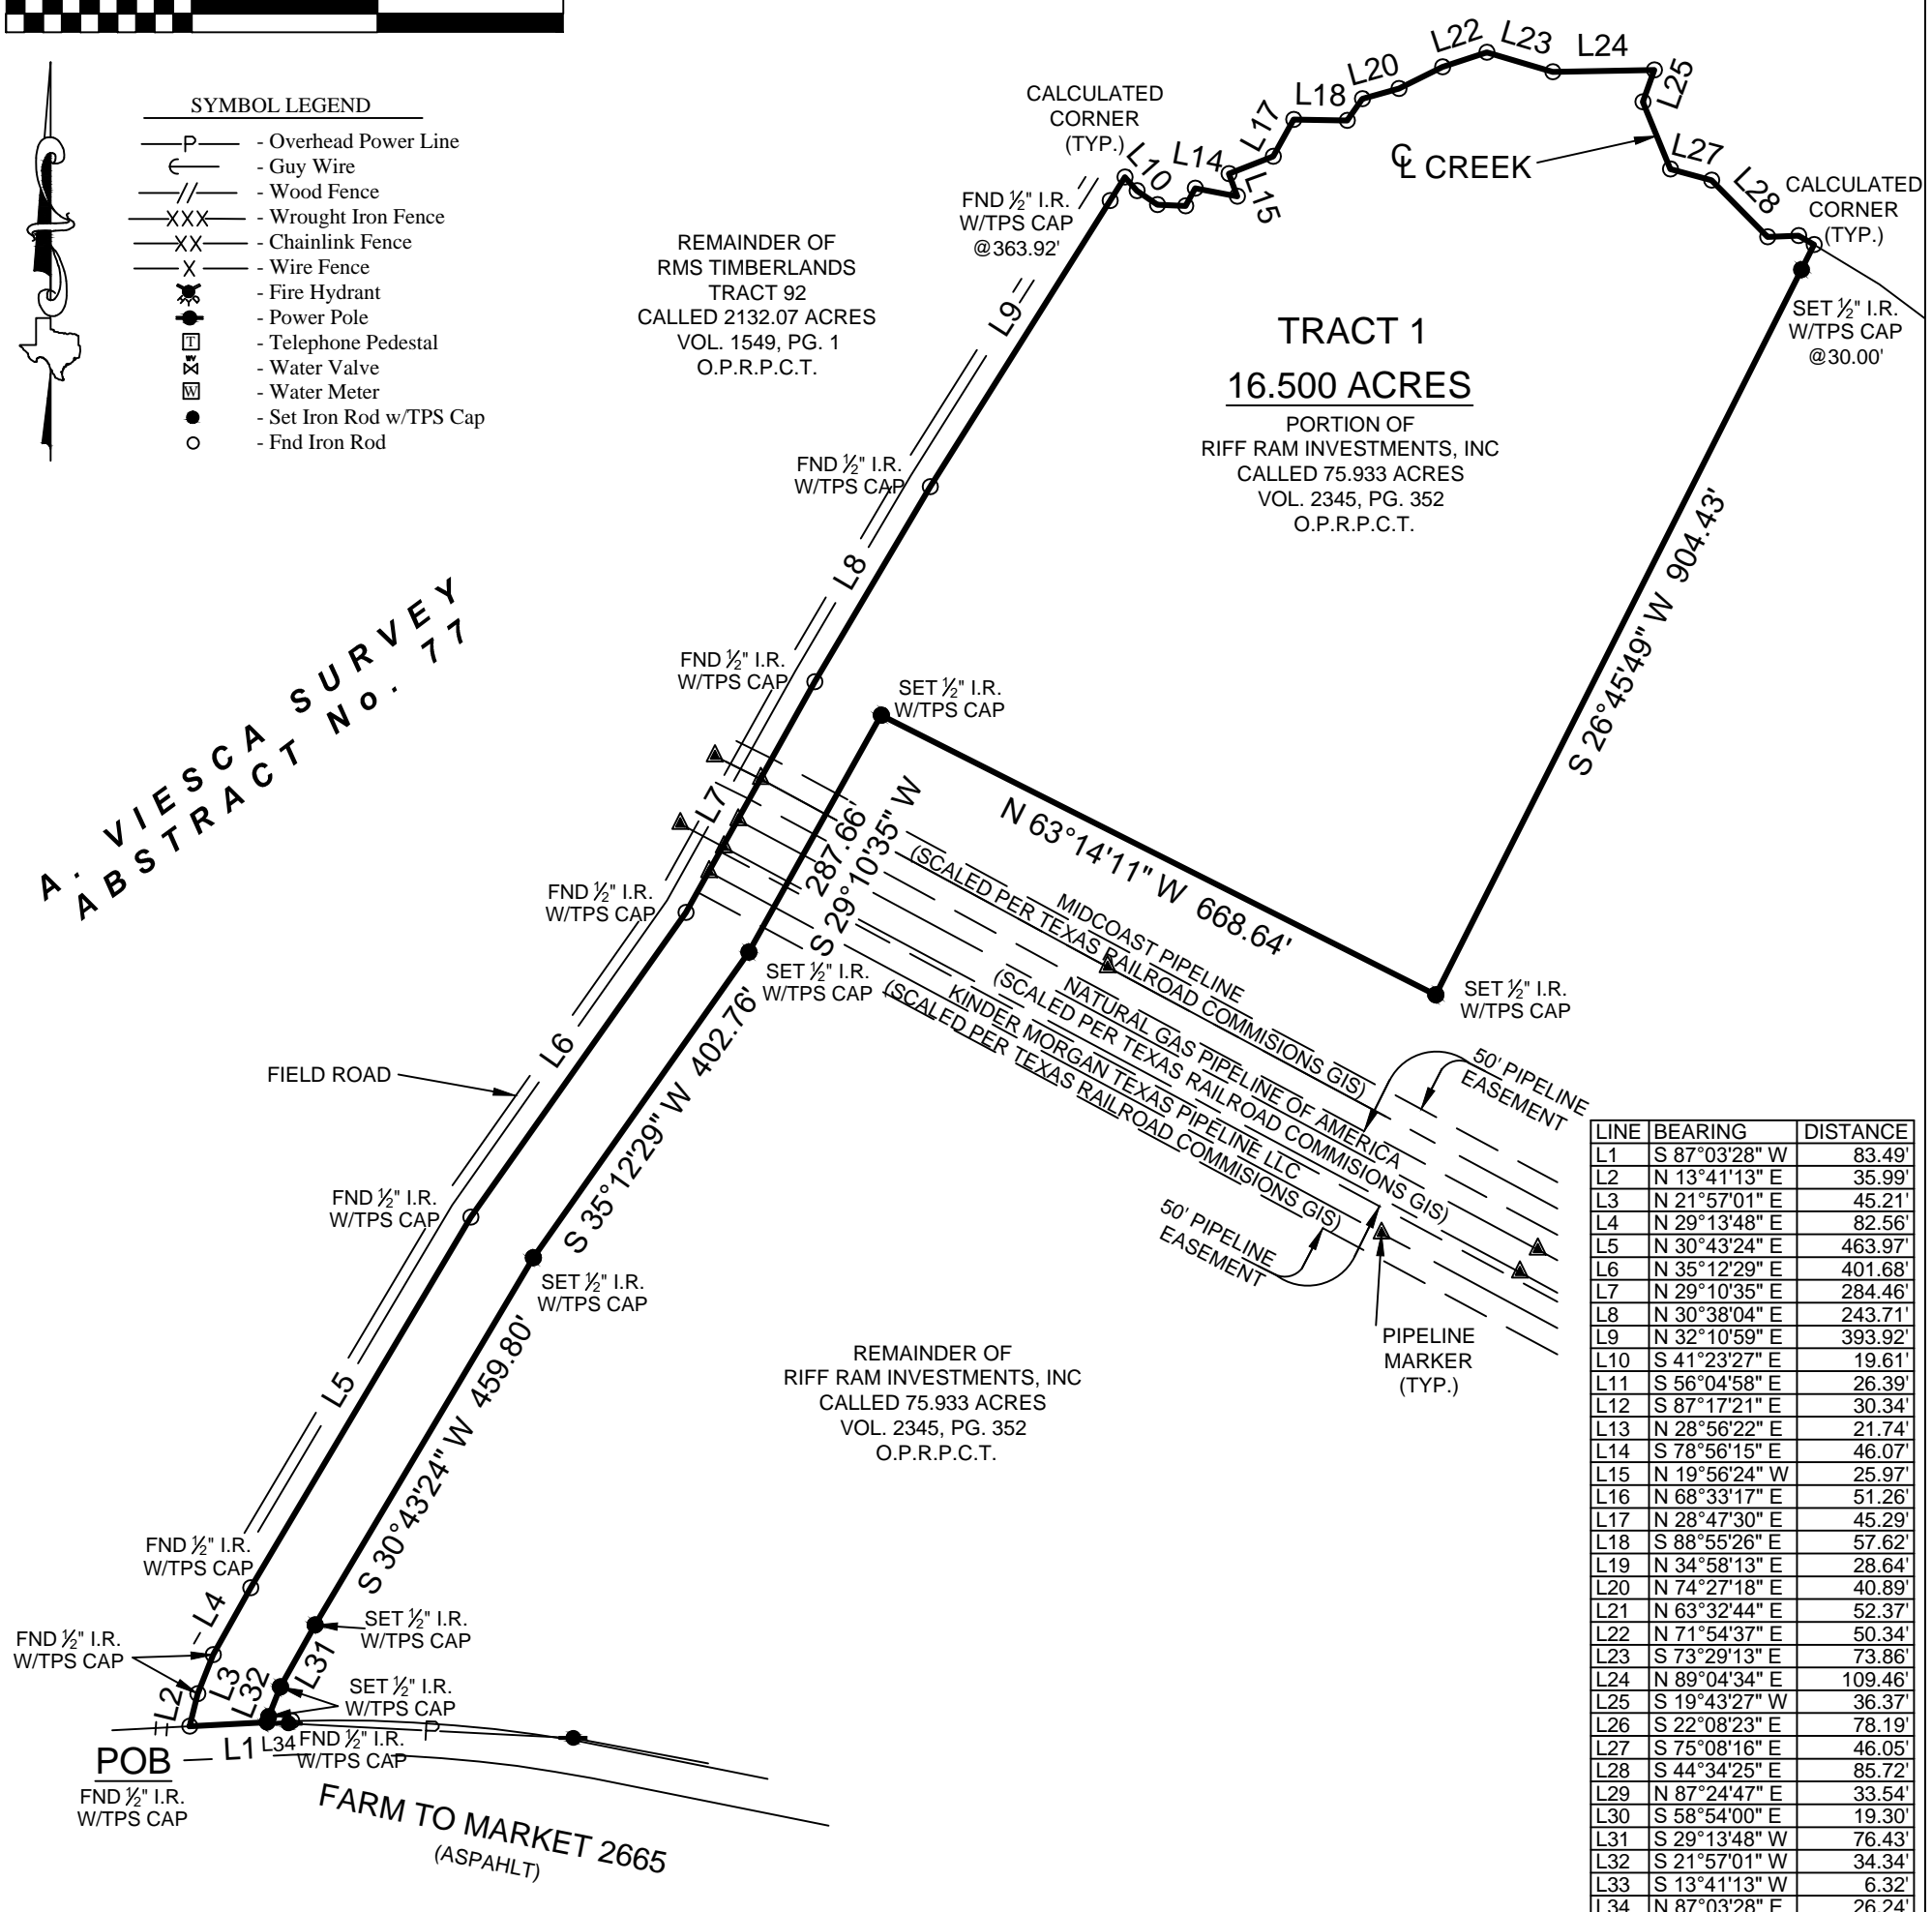 SYMBOL LEGEND
P - Overhead Power Line
- Guy Wire
// - Wood Fence
XXX - Wrought Iron Fence
XX - Chainlink Fence
X - Wire Fence
- Fire Hydrant
- Power Pole
T - Telephone Pedestal
WV - Water Valve
W - Water Meter
- Set Iron Rod w/TPS Cap
- Fnd Iron Rod
A. VIESCA SURVEY
ABSTRACT No. 77
REMAINDER OF
RMS TIMBERLANDS
TRACT 92
CALLED 2132.07 ACRES
VOL. 1549, PG. 1
O.P.R.P.C.T.
CALCULATED
CORNER
(TYP.)
FND ½" I.R.
W/TPS CAP
@363.92'
L10
L14
L15
L17
L18
L20
L22
L23
L24
L25
L27
L28
℄ CREEK
CALCULATED
CORNER
(TYP.)
SET ½" I.R.
W/TPS CAP
@30.00'
TRACT 1
16.500 ACRES
PORTION OF
RIFF RAM INVESTMENTS, INC
CALLED 75.933 ACRES
VOL. 2345, PG. 352
O.P.R.P.C.T.
L9
FND ½" I.R.
W/TPS CAP
L8
FND ½" I.R.
W/TPS CAP
SET ½" I.R.
W/TPS CAP
S 26°45'49" W 904.43'
N 63°14'11" W 668.64'
L7
287.66
S 29°10'35" W
FND ½" I.R.
W/TPS CAP
SET ½" I.R.
W/TPS CAP
SET ½" I.R.
W/TPS CAP
MIDCOAST PIPELINE
(SCALED PER TEXAS RAILROAD COMMISIONS GIS)
NATURAL GAS PIPELINE OF AMERICA
(SCALED PER TEXAS RAILROAD COMMISIONS GIS)
KINDER MORGAN TEXAS PIPELINE LLC
(SCALED PER TEXAS RAILROAD COMMISIONS GIS)
50' PIPELINE
EASEMENT
50' PIPELINE
EASEMENT
PIPELINE
MARKER
(TYP.)
L6
FIELD ROAD
S 35°12'29" W 402.76'
FND ½" I.R.
W/TPS CAP
SET ½" I.R.
W/TPS CAP
L5
S 30°43'24" W 459.80'
REMAINDER OF
RIFF RAM INVESTMENTS, INC
CALLED 75.933 ACRES
VOL. 2345, PG. 352
O.P.R.P.C.T.
FND ½" I.R.
W/TPS CAP
L4
SET ½" I.R.
W/TPS CAP
FND ½" I.R.
W/TPS CAP
L31
L3
L32
L2
SET ½" I.R.
W/TPS CAP
P
L1
L34
FND ½" I.R.
W/TPS CAP
POB
FND ½" I.R.
W/TPS CAP
FARM TO MARKET 2665
(ASPAHLT)
LINE BEARING DISTANCE
L1 S 87°03'28" W 83.49'
L2 N 13°41'13" E 35.99'
L3 N 21°57'01" E 45.21'
L4 N 29°13'48" E 82.56'
L5 N 30°43'24" E 463.97'
L6 N 35°12'29" E 401.68'
L7 N 29°10'35" E 284.46'
L8 N 30°38'04" E 243.71'
L9 N 32°10'59" E 393.92'
L10 S 41°23'27" E 19.61'
L11 S 56°04'58" E 26.39'
L12 S 87°17'21" E 30.34'
L13 N 28°56'22" E 21.74'
L14 S 78°56'15" E 46.07'
L15 N 19°56'24" W 25.97'
L16 N 68°33'17" E 51.26'
L17 N 28°47'30" E 45.29'
L18 S 88°55'26" E 57.62'
L19 N 34°58'13" E 28.64'
L20 N 74°27'18" E 40.89'
L21 N 63°32'44" E 52.37'
L22 N 71°54'37" E 50.34'
L23 S 73°29'13" E 73.86'
L24 N 89°04'34" E 109.46'
L25 S 19°43'27" W 36.37'
L26 S 22°08'23" E 78.19'
L27 S 75°08'16" E 46.05'
L28 S 44°34'25" E 85.72'
L29 N 87°24'47" E 33.54'
L30 S 58°54'00" E 19.30'
L31 S 29°13'48" W 76.43'
L32 S 21°57'01" W 34.34'
L33 S 13°41'13" W 6.32'
L34 N 87°03'28" E 26.24'